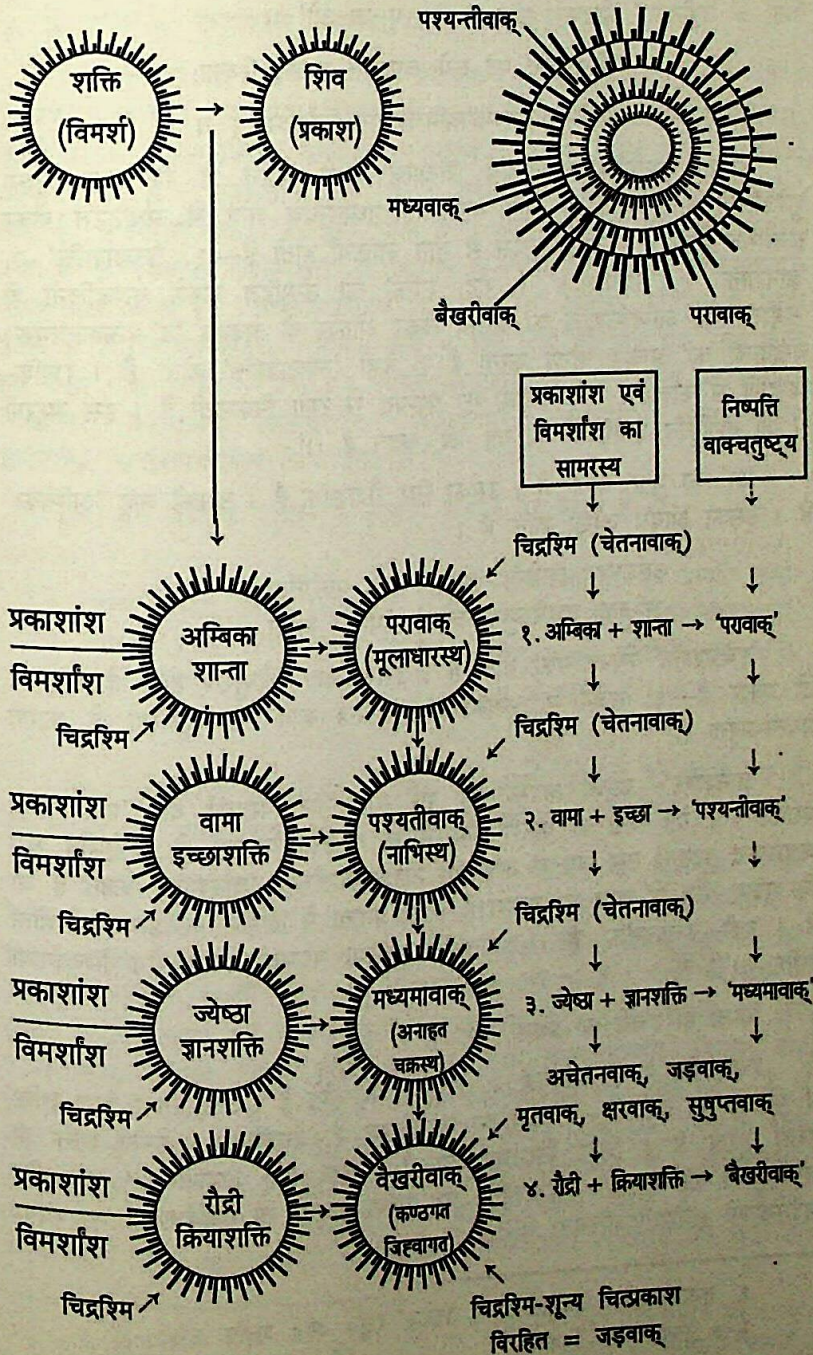 शक्ति
(विमर्श)
→
शिव
(प्रकाश)
पश्यन्तीवाक्
मध्यवाक्
बैखरीवाक्
परावाक्
प्रकाशांश एवं
विमर्शांश का
सामरस्य
निष्पत्ति
वाक्चतुष्ट्य
चिद्रश्मि (चेतनावाक्)
प्रकाशांश
विमर्शांश
अम्बिका
शान्ता
चिद्रश्मि
परावाक्
(मूलाधारस्थ)
१. अम्बिका + शान्ता → 'परावाक्'
चिद्रश्मि (चेतनावाक्)
प्रकाशांश
विमर्शांश
वामा
इच्छाशक्ति
चिद्रश्मि
पश्यतीवाक्
(नाभिस्थ)
२. वामा + इच्छा → 'पश्यन्तीवाक्'
चिद्रश्मि (चेतनावाक्)
प्रकाशांश
विमर्शांश
ज्येष्ठा
ज्ञानशक्ति
चिद्रश्मि
मध्यमावाक्
(अनाहत
चक्रस्थ)
३. ज्येष्ठा + ज्ञानशक्ति → 'मध्यमावाक्'
अचेतनवाक्, जड़वाक्,
मृतवाक्, क्षरवाक्, सुषुप्तवाक्
प्रकाशांश
विमर्शांश
रौद्री
क्रियाशक्ति
चिद्रश्मि
वैखरीवाक्
(कण्ठगत
जिह्वागत)
४. रौद्री + क्रियाशक्ति → 'बैखरीवाक्'
चिद्रश्मि-शून्य चित्प्रकाश
विरहित = जड़वाक्